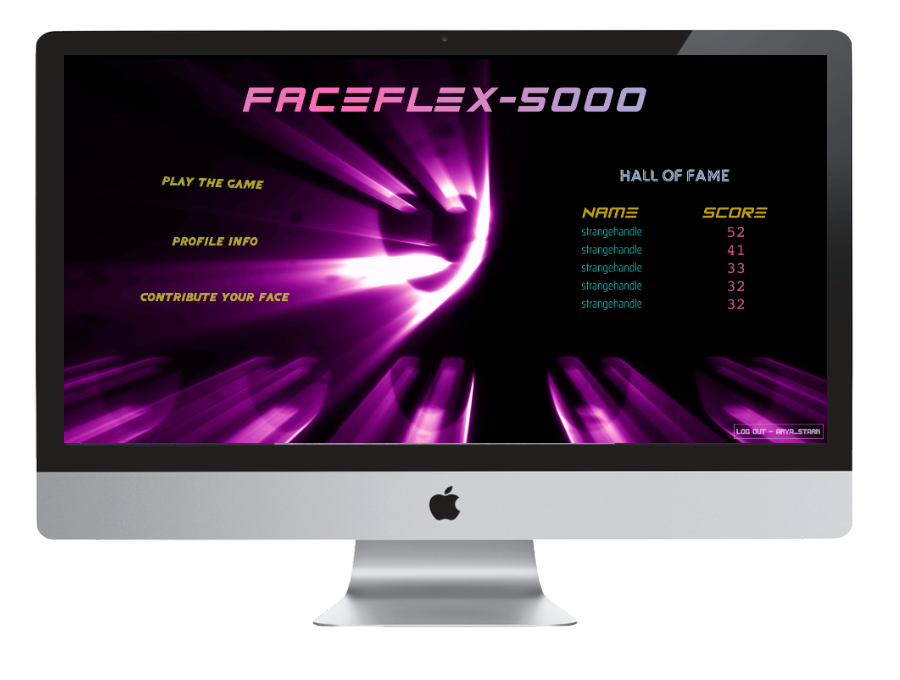 FACEFLEX-5000
PLAY THE GAME
PROFILE INFO
CONTRIBUTE YOUR FACE
HALL OF FAME
NAME SCORE
strangehandle 52
strangehandle 41
strangehandle 33
strangehandle 32
strangehandle 32
LOG OUT - ARYA_STARK